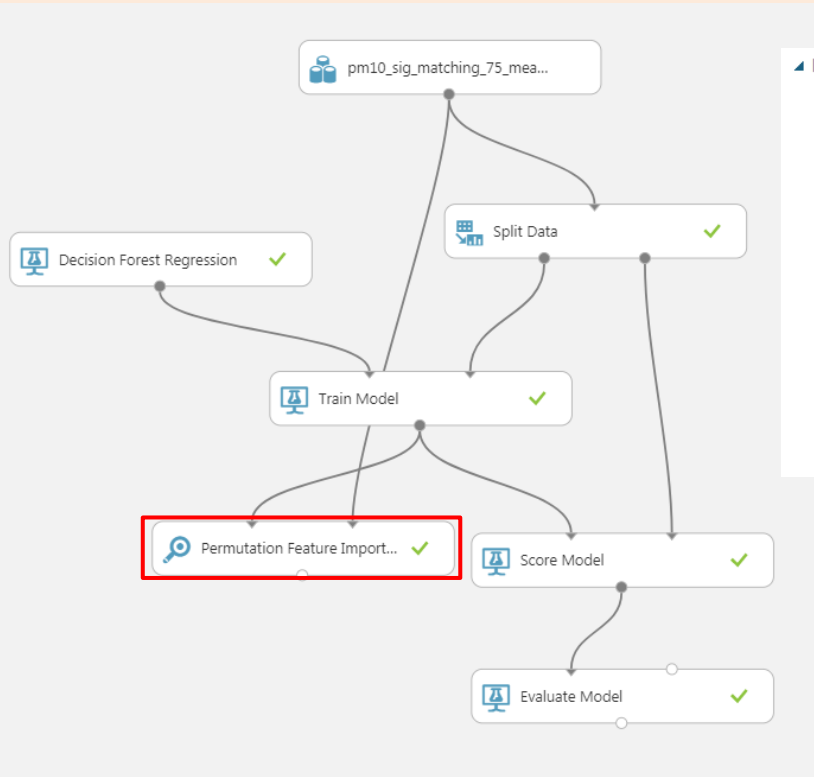 pm10_sig_matching_75_mea...
Split Data
Decision Forest Regression
Train Model
Permutation Feature Import...
Score Model
Evaluate Model